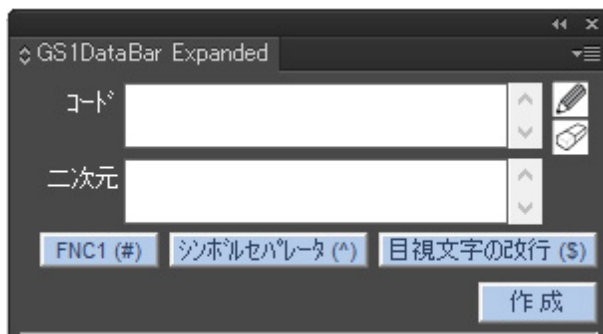 GS1DataBar Expanded
コード
二次元
FNC1 (#) シンボルセパレータ (^) 目視文字の改行 ($)
作成